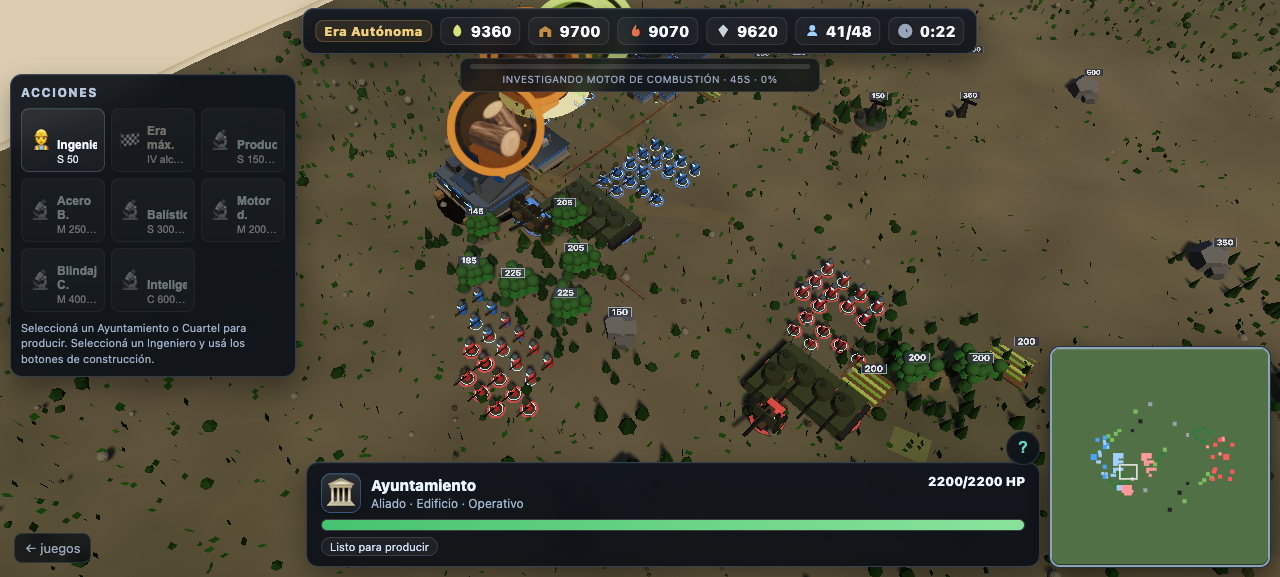 Era Autónoma
9360
9700
9070
9620
41/48
0:22
INVESTIGANDO MOTOR DE COMBUSTIÓN · 45S · 0%
ACCIONES
Ingenie
S 50
Era máx.
IV alc...
Produc
S 150...
Acero B.
M 250...
Balístic
S 300...
Motor d.
M 200...
Blindaj C.
M 400...
Intelige
C 600...
Seleccioná un Ayuntamiento o Cuartel para
producir. Seleccioná un Ingeniero y usá los
botones de construcción.
150
350
500
145
205
205
185
225
225
150
350
200
200
200
200
?
Ayuntamiento
2200/2200 HP
Aliado · Edificio · Operativo
Listo para producir
← juegos